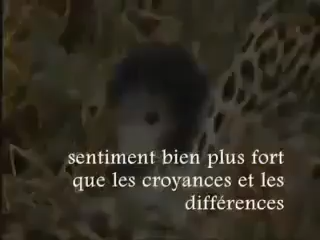 sentiment bien plus fort
que les croyances et les
différences